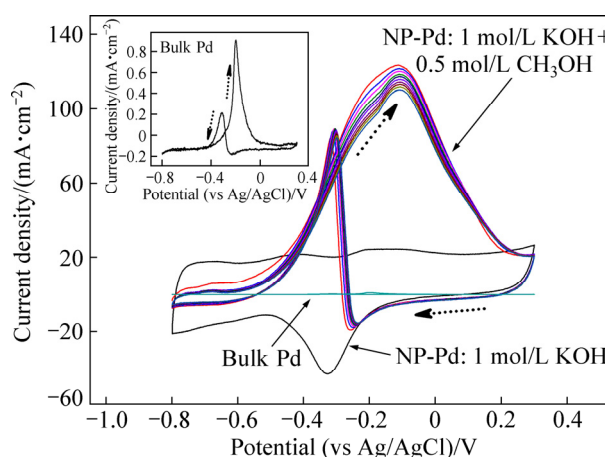 140
100
60
20
−20
−60
Current density/(mA·cm−2)
−1.0
−0.8
−0.6
−0.4
−0.2
0
0.2
0.4
Potential (vs Ag/AgCl)/V
Bulk Pd
1.0
0.8
0.6
0.4
0.2
0
−0.2
Current density/(mA·cm−2)
−0.8
−0.4
0
0.4
Potential (vs Ag/AgCl)/V
NP-Pd: 1 mol/L KOH+
0.5 mol/L CH3OH
Bulk Pd
NP-Pd: 1 mol/L KOH